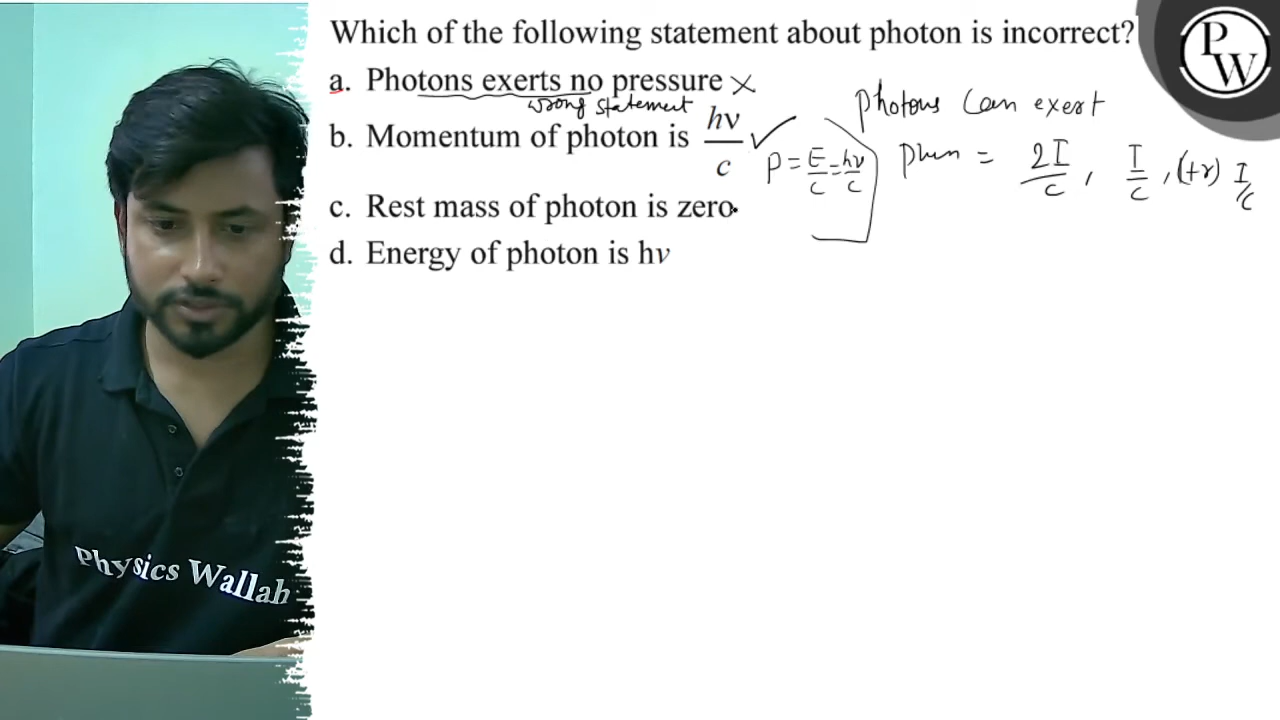 Which of the following statement about photon is incorrect?
a. Photons exerts no pressure ×
wrong statement
b. Momentum of photon is hν/c ✓
P = E/c = hν/c
Photons can exert
= 2I/c, I/c, (1+r) I/c
c. Rest mass of photon is zero.
d. Energy of photon is hν
P
W
Physics Wallah